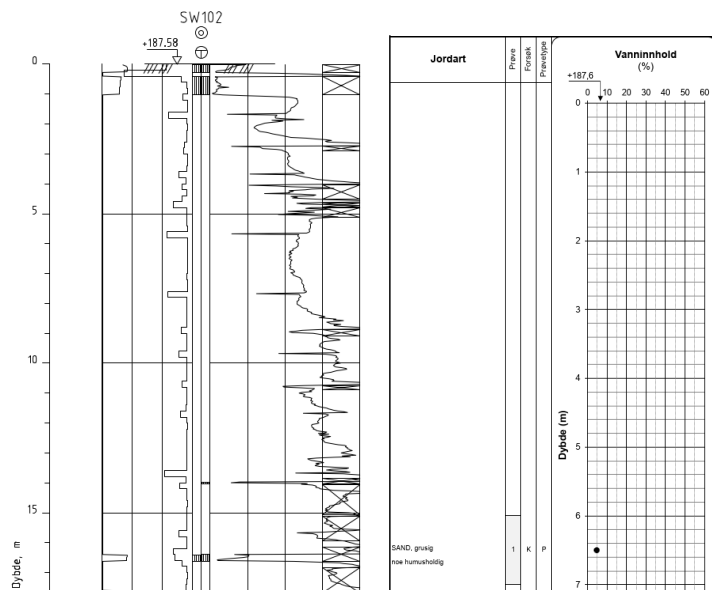 SW102
+187.58
0
5
10
15
Dybde, m
Jordart
Prøve
Forsøk
Prøvetype
Vanninnhold
(%)
+187,6
0 10 20 30 40 50 60
0
1
2
3
4
5
6
7
Dybde (m)
SAND, grusig
noe humusholdig
1 K P